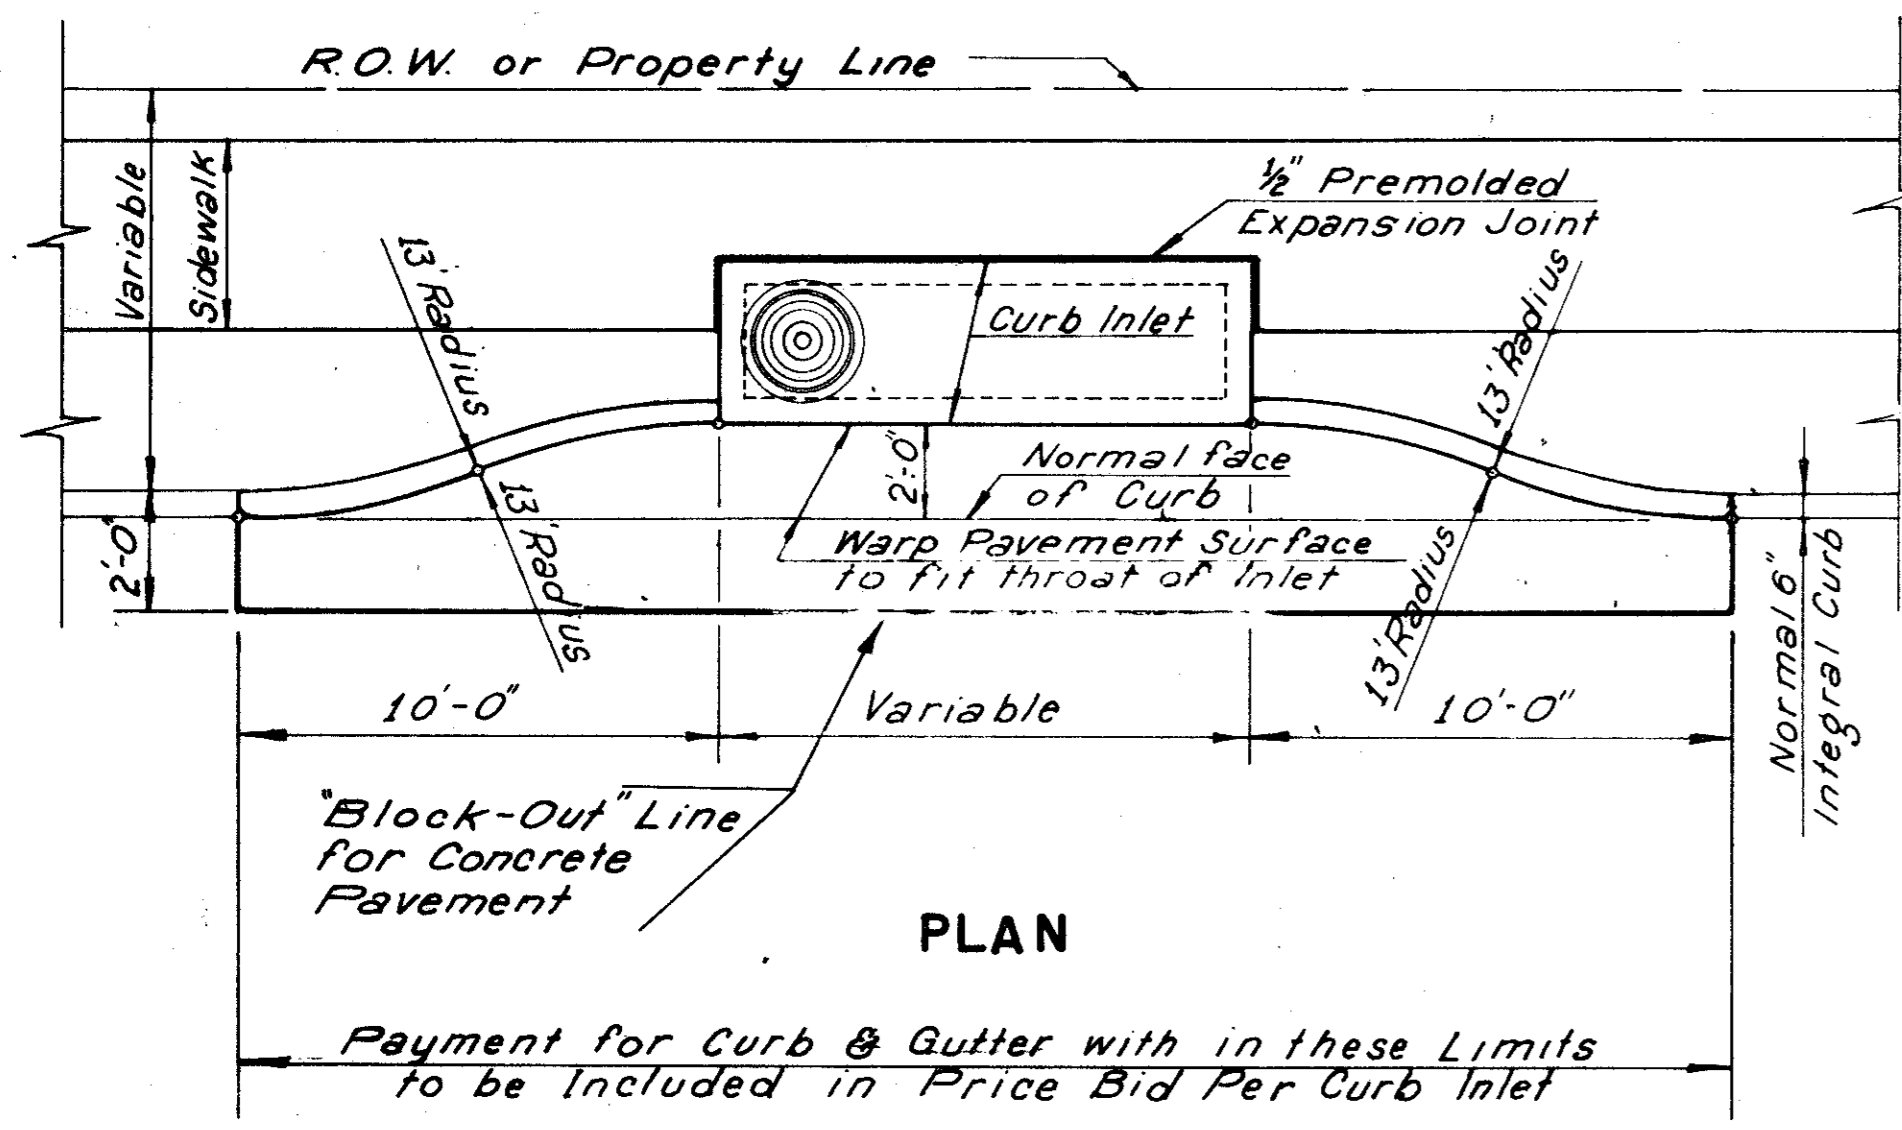 R.O.W. or Property Line
Variable
Sidewalk
½" Premolded
Expansion Joint
13' Radius
13' Radius
Curb Inlet
13' Radius
13' Radius
2'-0"
2'-0"
Normal face
of Curb
Warp Pavement Surface
to fit throat of Inlet
Normal 6"
Integral Curb
10'-0"
Variable
10'-0"
"Block-Out" Line
for Concrete
Pavement
PLAN
Payment for Curb & Gutter with in these Limits
to be Included in Price Bid Per Curb Inlet